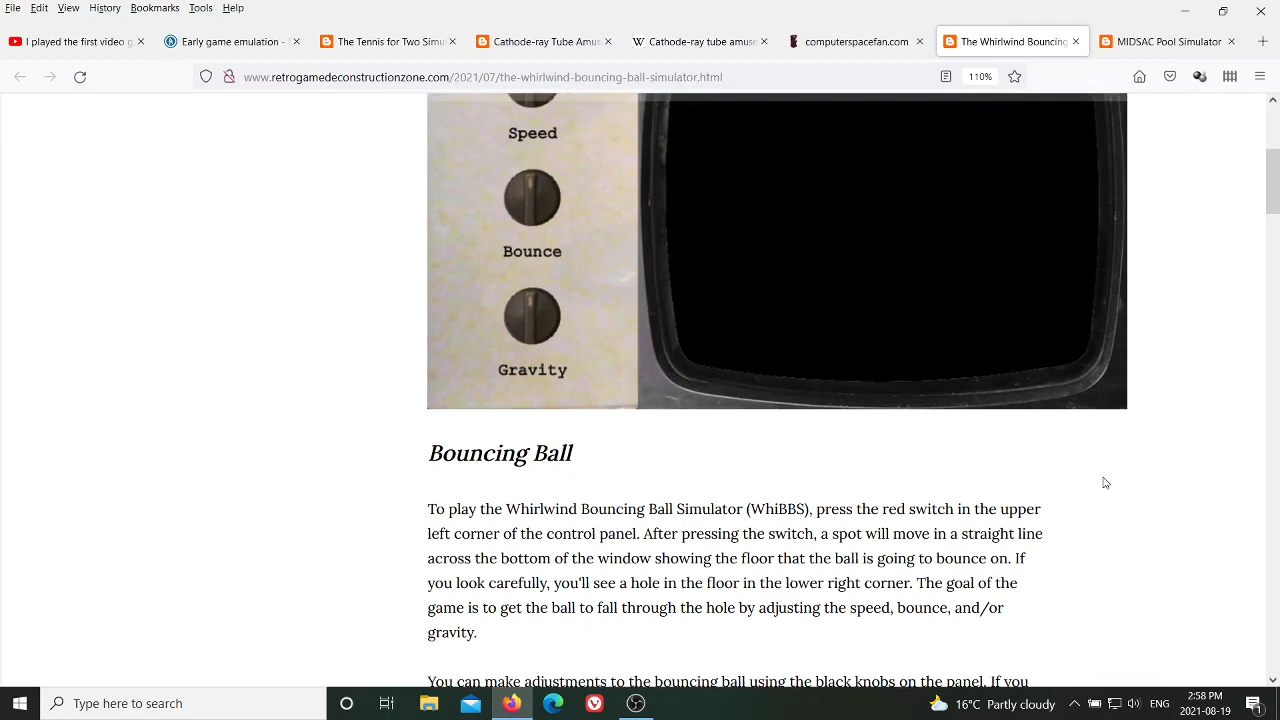 File Edit View History Bookmarks Tools Help
I played the first video g
Early game emulation - F
The Tennis for Two Simul
Cathode-ray Tube Amus
Cathode-ray tube amuse
computerspacefan.com
The Whirlwind Bouncing
MIDSAC Pool Simulator
www.retrogamedeconstructionzone.com/2021/07/the-whirlwind-bouncing-ball-simulator.html
110%
Speed
Bounce
Gravity
Bouncing Ball
To play the Whirlwind Bouncing Ball Simulator (WhiBBS), press the red switch in the upper
left corner of the control panel. After pressing the switch, a spot will move in a straight line
across the bottom of the window showing the floor that the ball is going to bounce on. If
you look carefully, you'll see a hole in the floor in the lower right corner. The goal of the
game is to get the ball to fall through the hole by adjusting the speed, bounce, and/or
gravity.
You can make adjustments to the bouncing ball using the black knobs on the panel. If you
Type here to search
16°C Partly cloudy
ENG
2:58 PM
2021-08-19